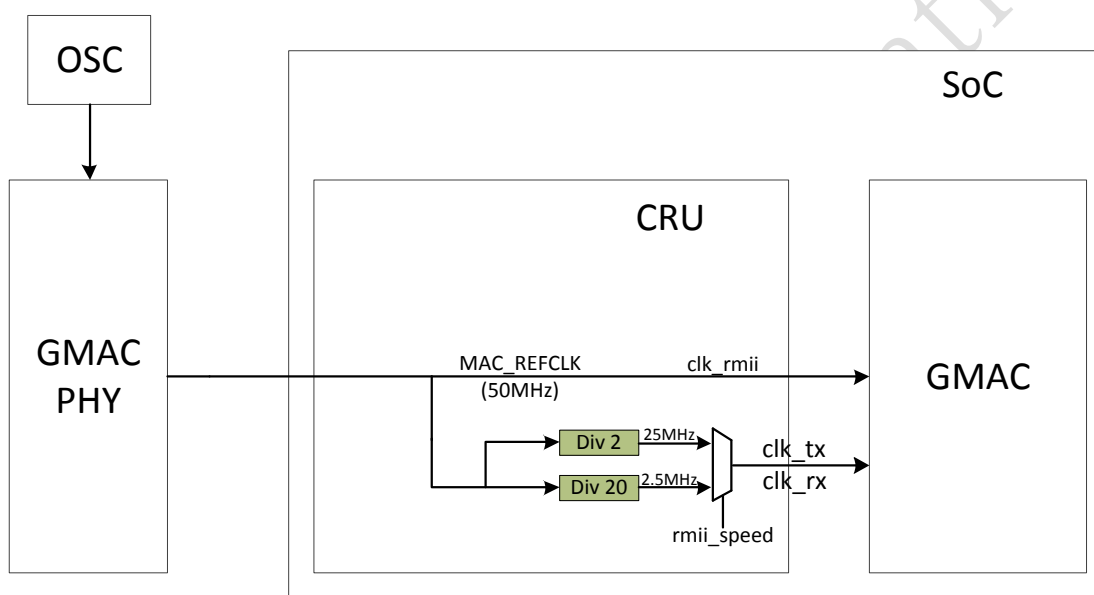 OSC
SoC
CRU
GMAC
PHY
MAC_REFCLK
(50MHz)
clk_rmii
GMAC
Div 2
25MHz
Div 20
2.5MHz
clk_tx
clk_rx
rmii_speed